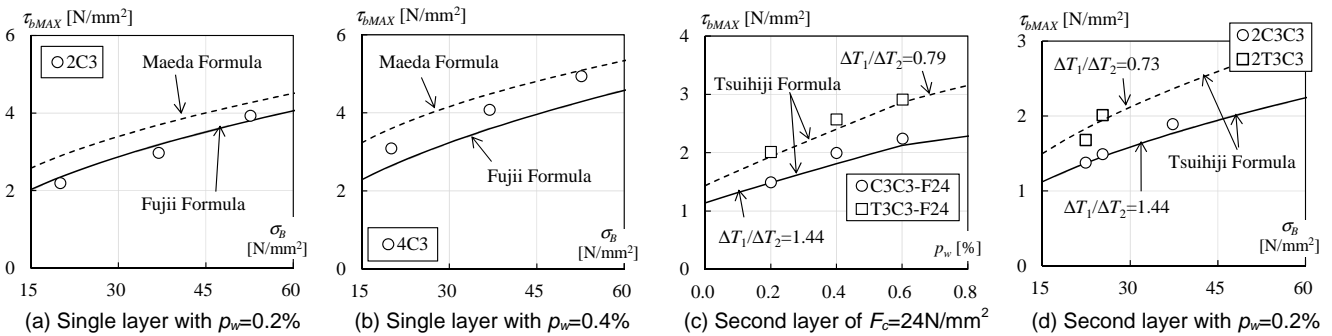 τbMAX [N/mm²]
6
4
2
0
2C3
Maeda Formula
Fujii Formula
σB
[N/mm²]
15 30 45 60
(a) Single layer with pw=0.2%
τbMAX [N/mm²]
6
4
2
0
Maeda Formula
Fujii Formula
4C3
σB
[N/mm²]
15 30 45 60
(b) Single layer with pw=0.4%
τbMAX [N/mm²]
4
3
2
1
0
ΔT1/ΔT2=0.79
Tsuihiji Formula
C3C3-F24
T3C3-F24
ΔT1/ΔT2=1.44
pw [%]
0.0 0.2 0.4 0.6 0.8
(c) Second layer of Fc=24N/mm²
τbMAX [N/mm²]
3
2
1
0
2C3C3
2T3C3
ΔT1/ΔT2=0.73
Tsuihiji Formula
ΔT1/ΔT2=1.44
σB
[N/mm²]
15 30 45 60
(d) Second layer with pw=0.2%